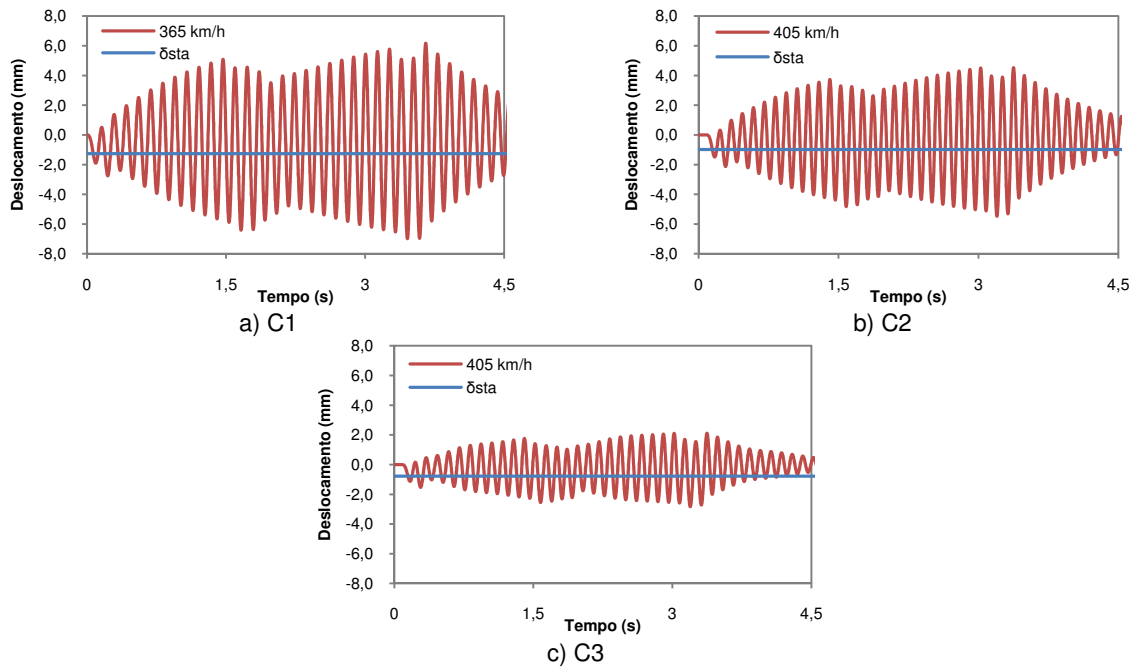 Deslocamento (mm)
8,0
6,0
4,0
2,0
0,0
-2,0
-4,0
-6,0
-8,0
365 km/h
δsta
0
1,5
3
4,5
Tempo (s)
a) C1
Deslocamento (mm)
8,0
6,0
4,0
2,0
0,0
-2,0
-4,0
-6,0
-8,0
405 km/h
δsta
0
1,5
3
4,5
Tempo (s)
b) C2
Deslocamento (mm)
8,0
6,0
4,0
2,0
0,0
-2,0
-4,0
-6,0
-8,0
405 km/h
δsta
0
1,5
3
4,5
Tempo (s)
c) C3